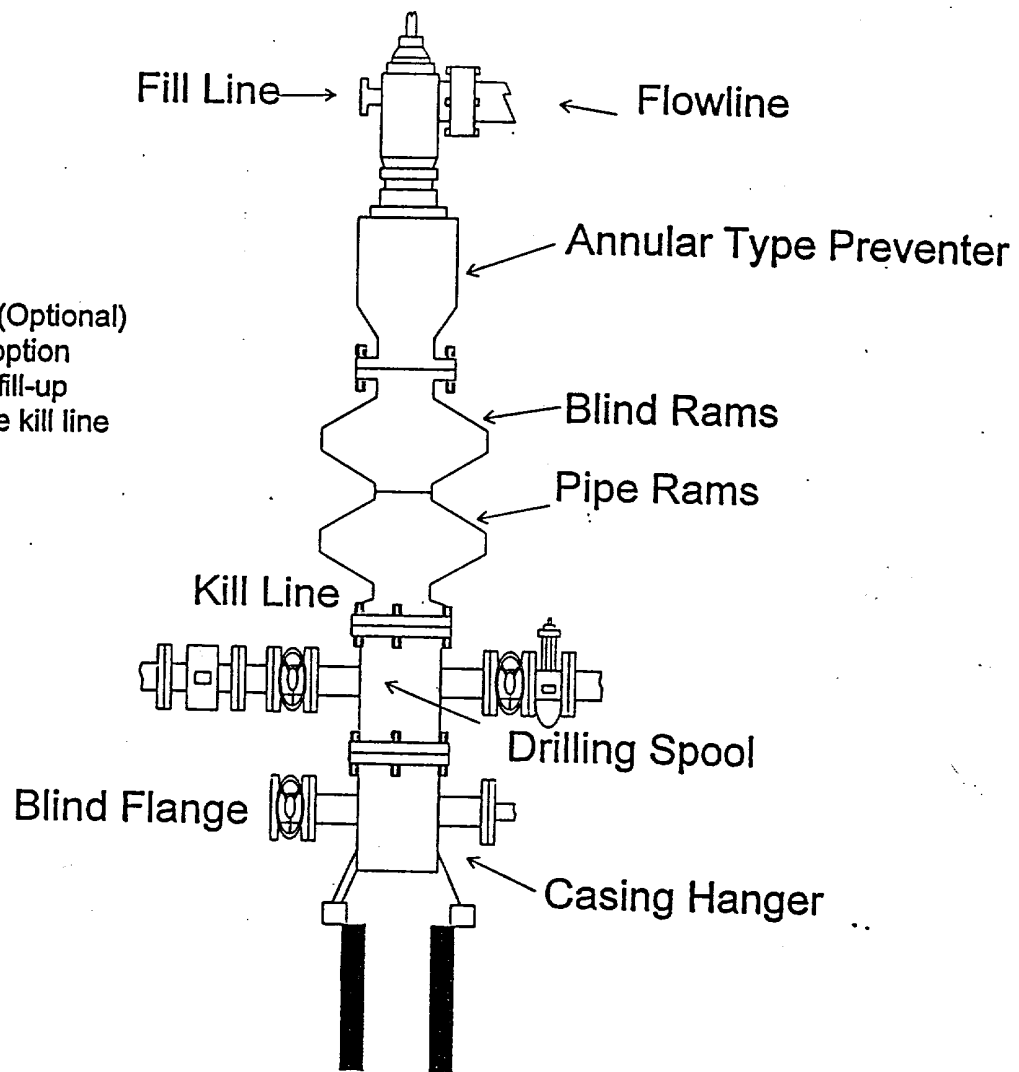 Fill Line
Flowline
Annular Type Preventer
(Optional)
option
fill-up
e kill line
Blind Rams
Pipe Rams
Kill Line
Drilling Spool
Blind Flange
Casing Hanger